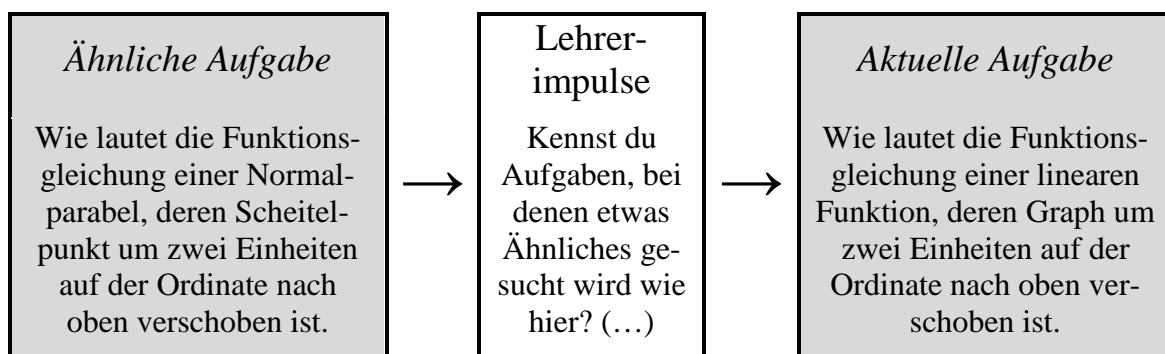 Ähnliche Aufgabe
Wie lautet die Funktions-
gleichung einer Normal-
parabel, deren Scheitel-
punkt um zwei Einheiten
auf der Ordinate nach
oben verschoben ist.
→
Lehrer-
impulse
Kennst du
Aufgaben, bei
denen etwas
Ähnliches ge-
sucht wird wie
hier? (…)
→
Aktuelle Aufgabe
Wie lautet die Funktions-
gleichung einer linearen
Funktion, deren Graph um
zwei Einheiten auf der
Ordinate nach oben ver-
schoben ist.